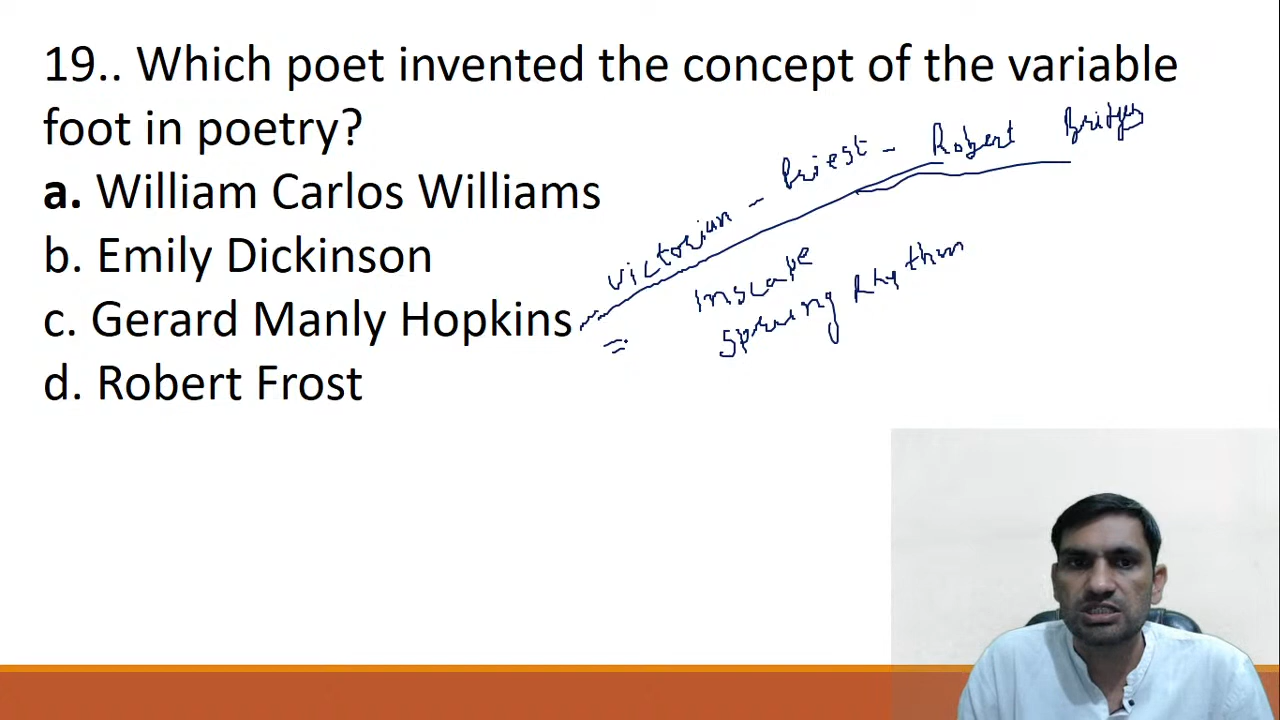 19.. Which poet invented the concept of the variable
foot in poetry?
a. William Carlos Williams
b. Emily Dickinson
c. Gerard Manly Hopkins
d. Robert Frost
Victorian - Priest - Robert Bridges
= Inscape
Sprung Rhythm